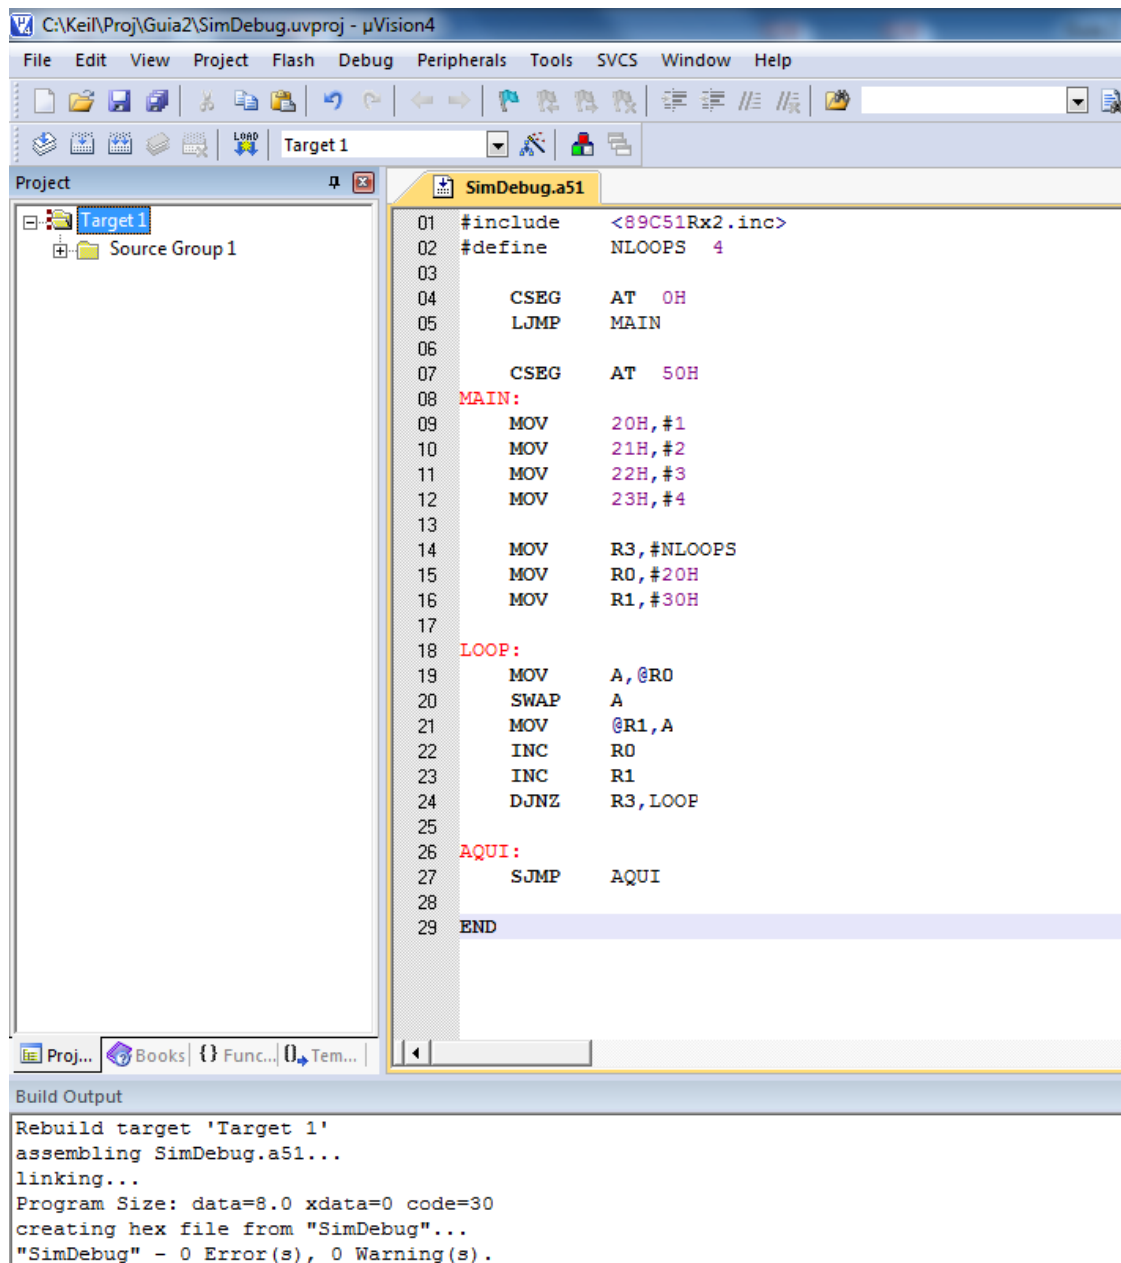 C:\Keil\Proj\Guia2\SimDebug.uvproj - µVision4
File Edit View Project Flash Debug Peripherals Tools SVCS Window Help
LOAD Target 1
Project
SimDebug.a51
Target 1
Source Group 1
01 #include <89C51Rx2.inc>
02 #define NLOOPS 4
03
04 CSEG AT 0H
05 LJMP MAIN
06
07 CSEG AT 50H
08 MAIN:
09 MOV 20H,#1
10 MOV 21H,#2
11 MOV 22H,#3
12 MOV 23H,#4
13
14 MOV R3,#NLOOPS
15 MOV R0,#20H
16 MOV R1,#30H
17
18 LOOP:
19 MOV A,@R0
20 SWAP A
21 MOV @R1,A
22 INC R0
23 INC R1
24 DJNZ R3,LOOP
25
26 AQUI:
27 SJMP AQUI
28
29 END
Proj... Books {} Func... Tem...
Build Output
Rebuild target 'Target 1'
assembling SimDebug.a51...
linking...
Program Size: data=8.0 xdata=0 code=30
creating hex file from "SimDebug"...
"SimDebug" - 0 Error(s), 0 Warning(s).